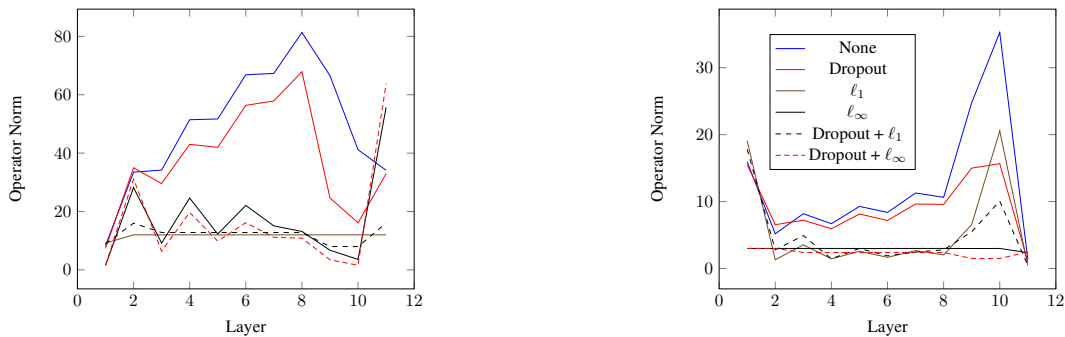 80
60
40
20
0
0 2 4 6 8 10 12
Layer
Operator Norm
30
20
10
0
0 2 4 6 8 10 12
Layer
Operator Norm
None
Dropout
ℓ₁
ℓ∞
Dropout + ℓ₁
Dropout + ℓ∞